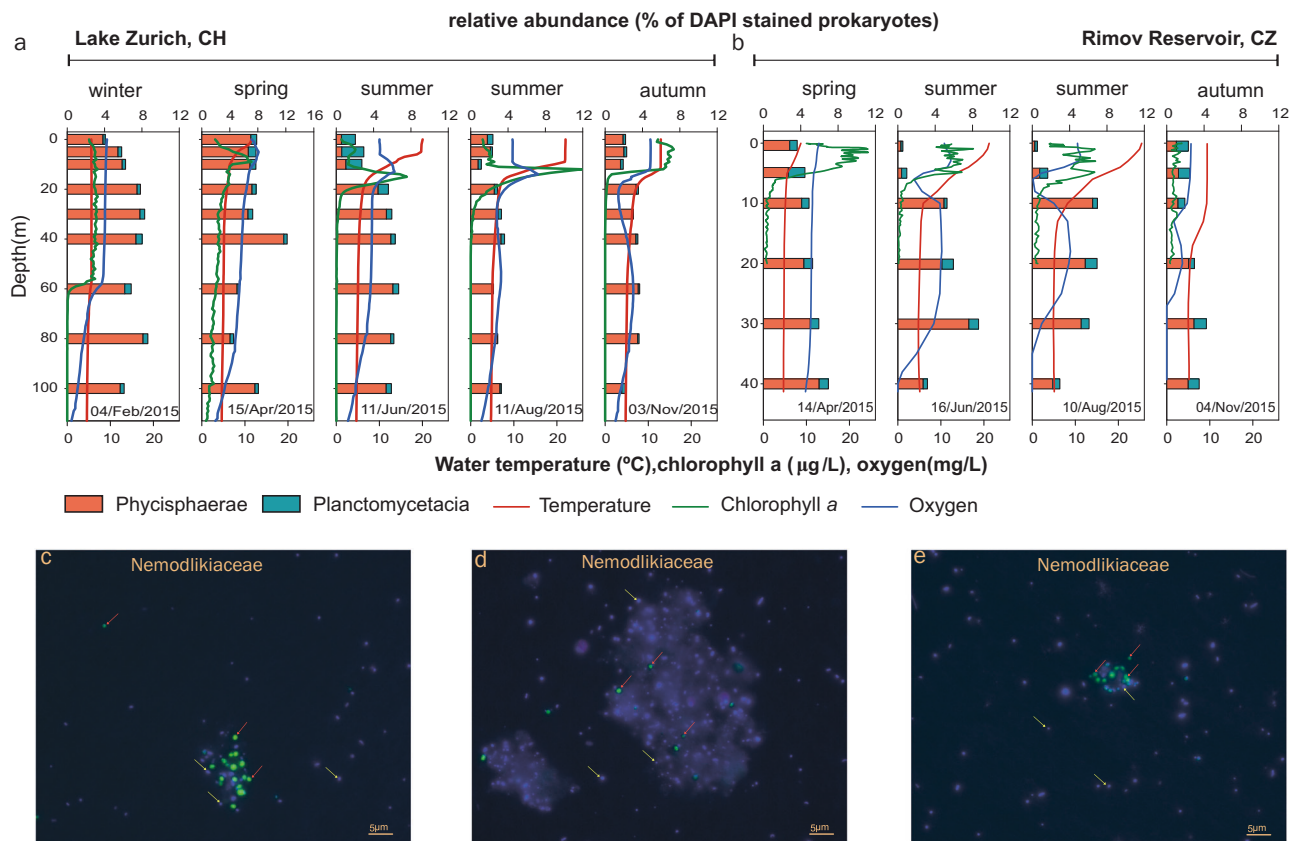 relative abundance (% of DAPI stained prokaryotes)
a
Lake Zurich, CH
b
Rimov Reservoir, CZ
winter
spring
summer
summer
autumn
spring
summer
summer
autumn
0 4 8 12
0 4 8 12 16
0 4 8 12
0 4 8 12
0 4 8 12
0 4 8 12
0 4 8 12
0 4 8 12
0 4 8 12
Depth(m)
0
20
40
60
80
100
0
10
20
30
40
04/Feb/2015
15/Apr/2015
11/Jun/2015
11/Aug/2015
03/Nov/2015
14/Apr/2015
16/Jun/2015
10/Aug/2015
04/Nov/2015
0 10 20
0 10 20
0 10 20
0 10 20
0 10 20
0 10 20
0 10 20
0 10 20
0 10 20
Water temperature (ºC),chlorophyll a ( µg/L), oxygen(mg/L)
Phycisphaerae Planctomycetacia Temperature Chlorophyll a Oxygen
c
Nemodlikiaceae
5µm
d
Nemodlikiaceae
5µm
e
Nemodlikiaceae
5µm